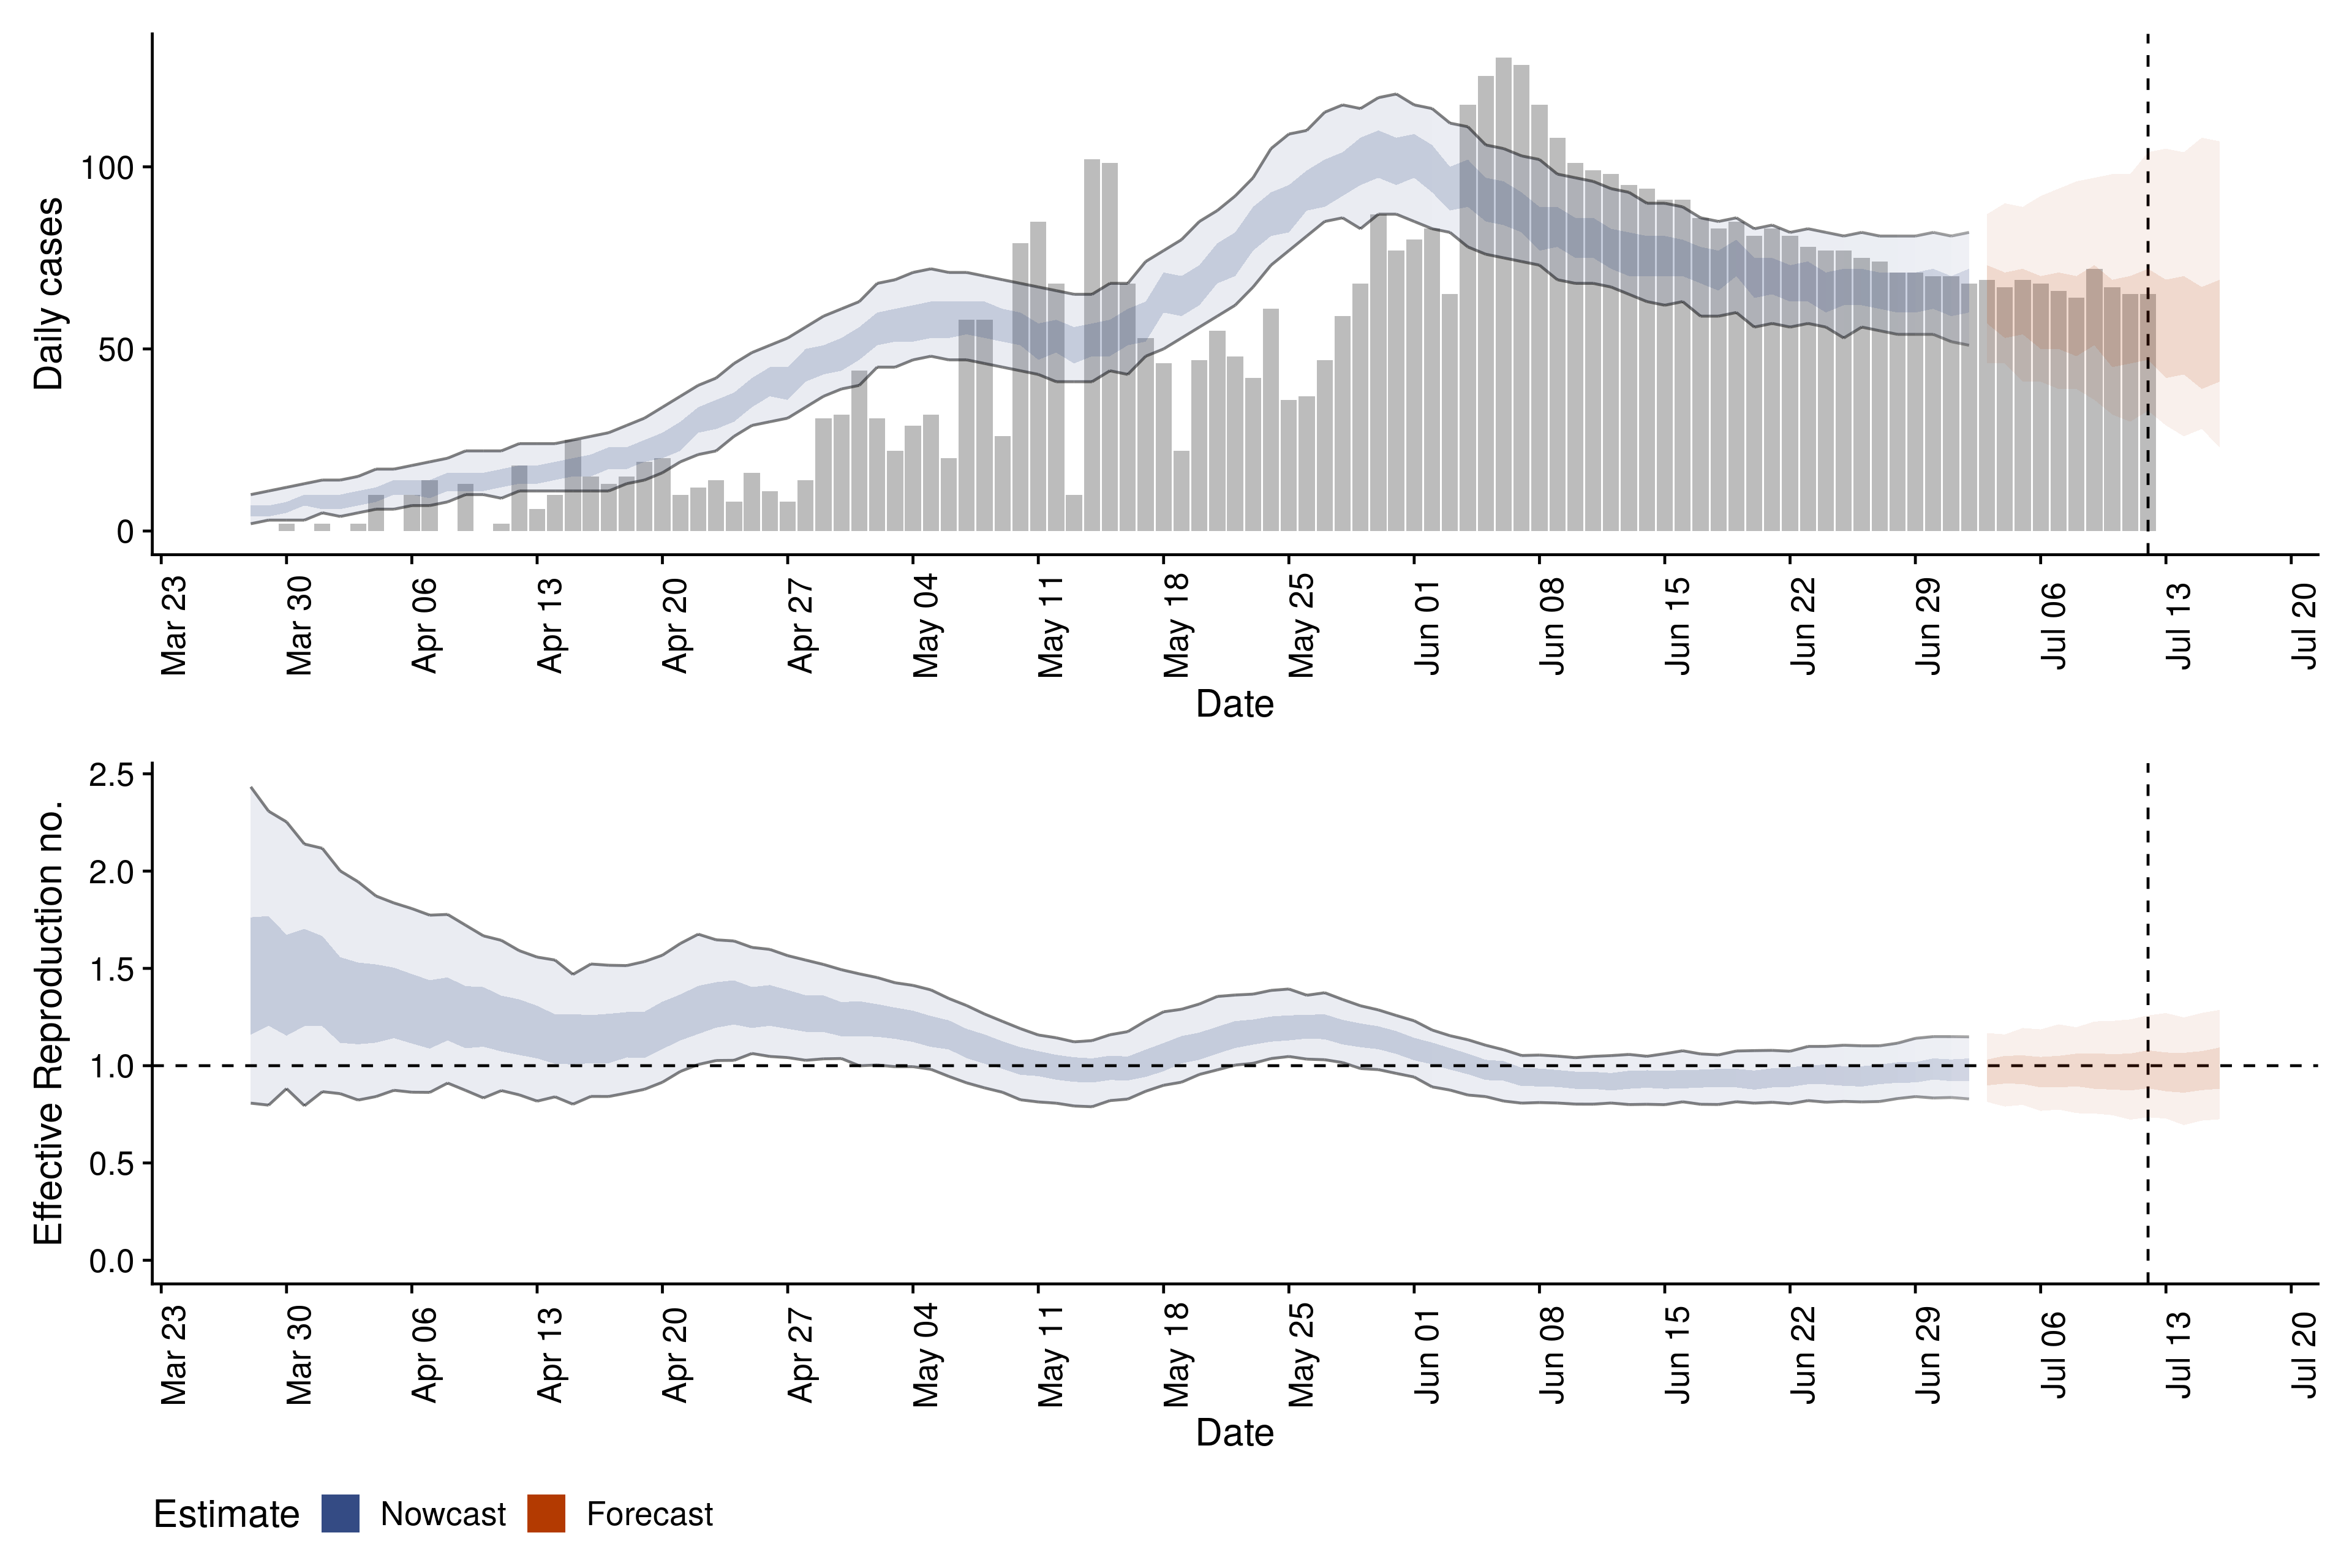 Daily cases
100
50
0
Mar 23
Mar 30
Apr 06
Apr 13
Apr 20
Apr 27
May 04
May 11
May 18
May 25
Jun 01
Jun 08
Jun 15
Jun 22
Jun 29
Jul 06
Jul 13
Jul 20
Date
Effective Reproduction no.
2.5
2.0
1.5
1.0
0.5
0.0
Mar 23
Mar 30
Apr 06
Apr 13
Apr 20
Apr 27
May 04
May 11
May 18
May 25
Jun 01
Jun 08
Jun 15
Jun 22
Jun 29
Jul 06
Jul 13
Jul 20
Date
Estimate Nowcast Forecast